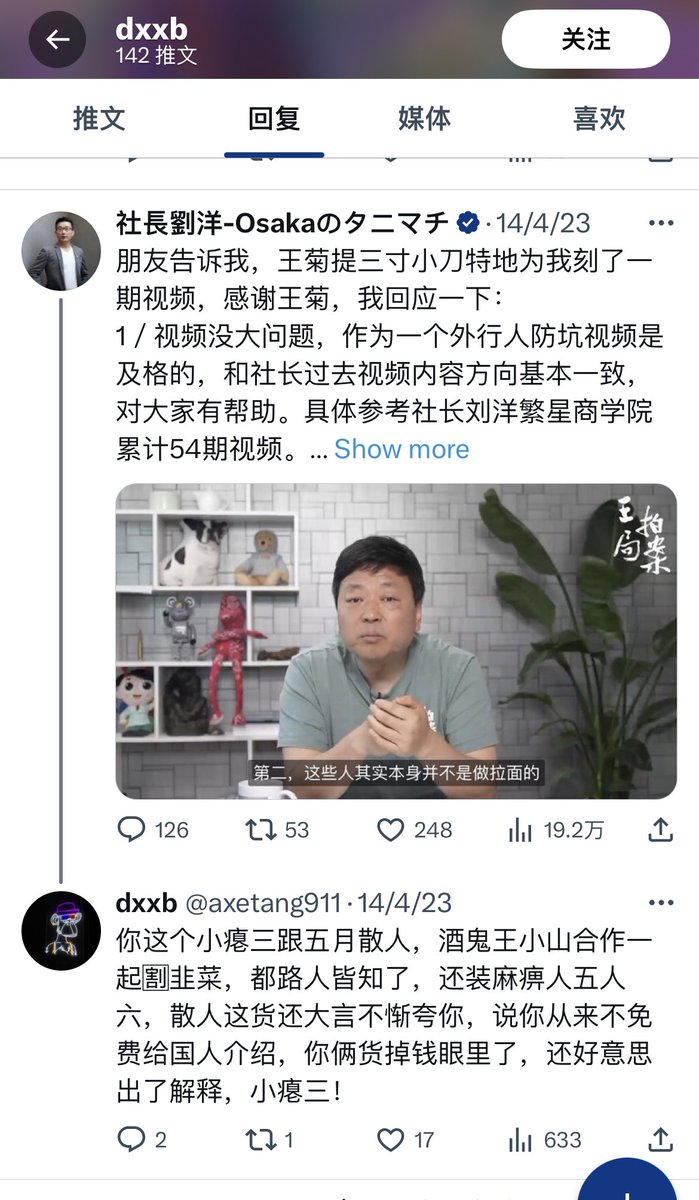 dxxb
142 推文
关注
推文
回复
媒体
喜欢
社長劉洋-Osakaのタニマチ · 14/4/23
朋友告诉我，王菊提三寸小刀特地为我刻了一
期视频，感谢王菊，我回应一下：
1 / 视频没大问题，作为一个外行人防坑视频是
及格的，和社长过去视频内容方向基本一致，
对大家有帮助。具体参考社长刘洋繁星商学院
累计54期视频。... Show more
王局
拍案
第二，这些人其实本身并不是做拉面的
126
53
248
19.2万
dxxb @axetang911 · 14/4/23
你这个小瘪三跟五月散人，酒鬼王小山合作一
起🈹韭菜，都路人皆知了，还装麻痹人五人
六，散人这货还大言不惭夸你，说你从来不免
费给国人介绍，你俩货掉钱眼里了，还好意思
出了解释，小瘪三！
2
1
17
633